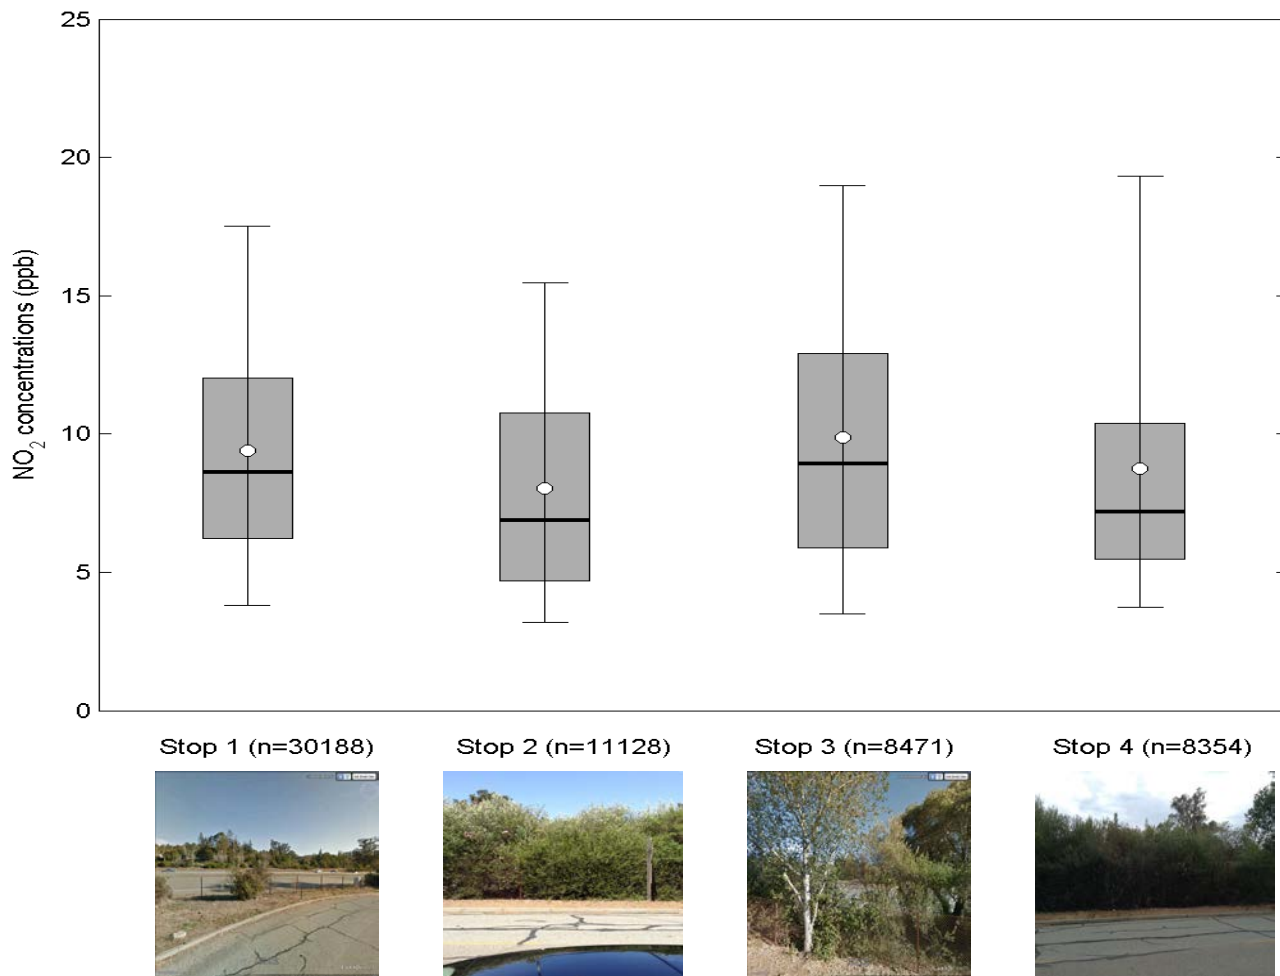 25
20
15
10
5
0
NO2 concentrations (ppb)
Stop 1 (n=30188)
Stop 2 (n=11128)
Stop 3 (n=8471)
Stop 4 (n=8354)